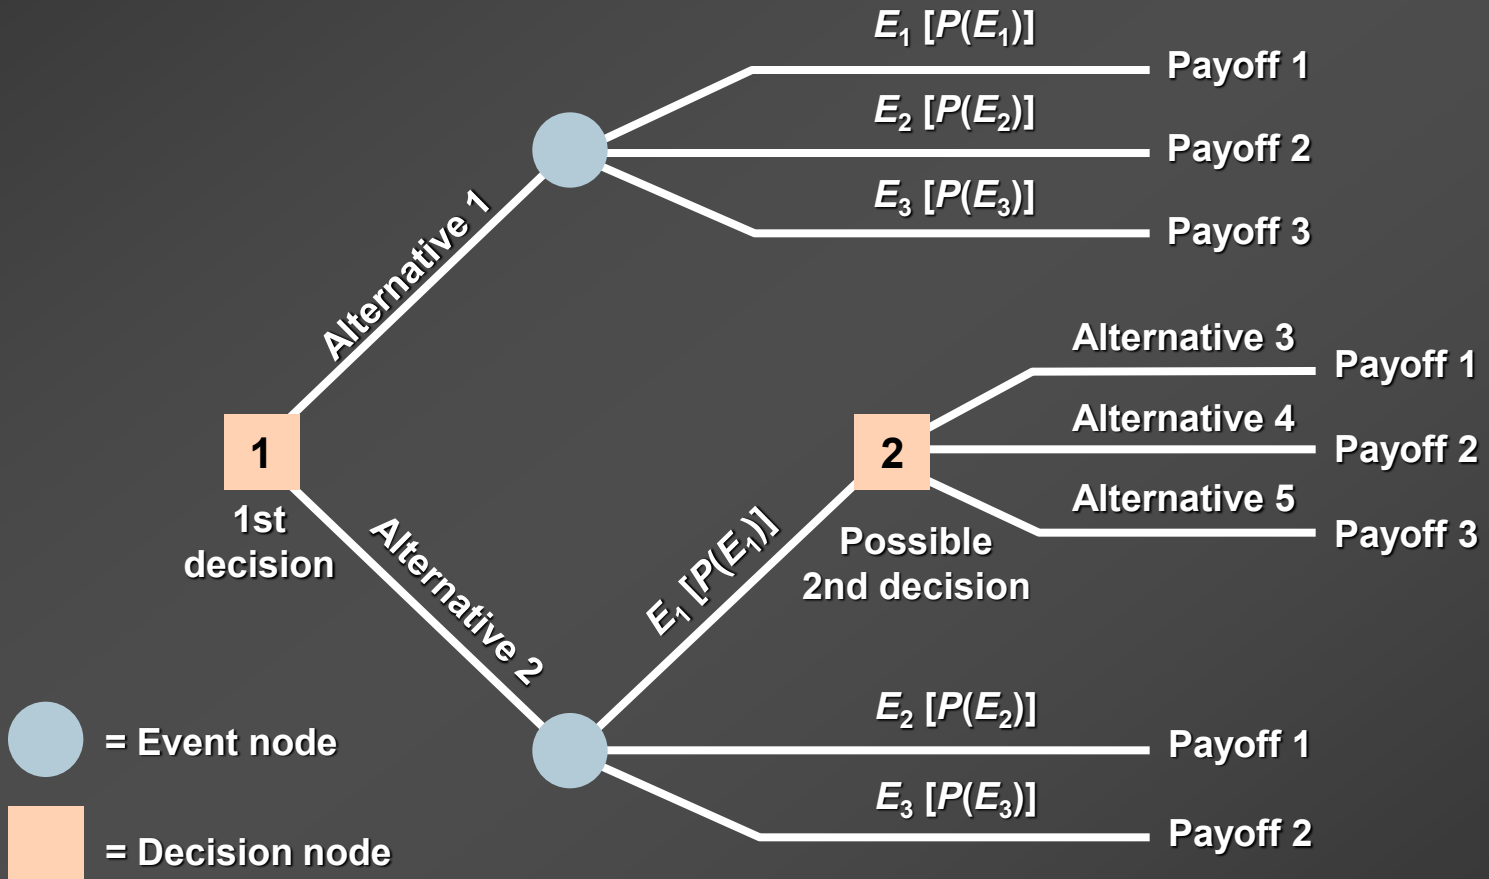 E₁ [P(E₁)]
Payoff 1
E₂ [P(E₂)]
Payoff 2
E₃ [P(E₃)]
Payoff 3
Alternative 1
Alternative 3
Payoff 1
Alternative 4
Payoff 2
Alternative 5
Payoff 3
1
1st
decision
2
Possible
2nd decision
Alternative 2
E₁ [P(E₁)]
E₂ [P(E₂)]
Payoff 1
E₃ [P(E₃)]
Payoff 2
= Event node
= Decision node